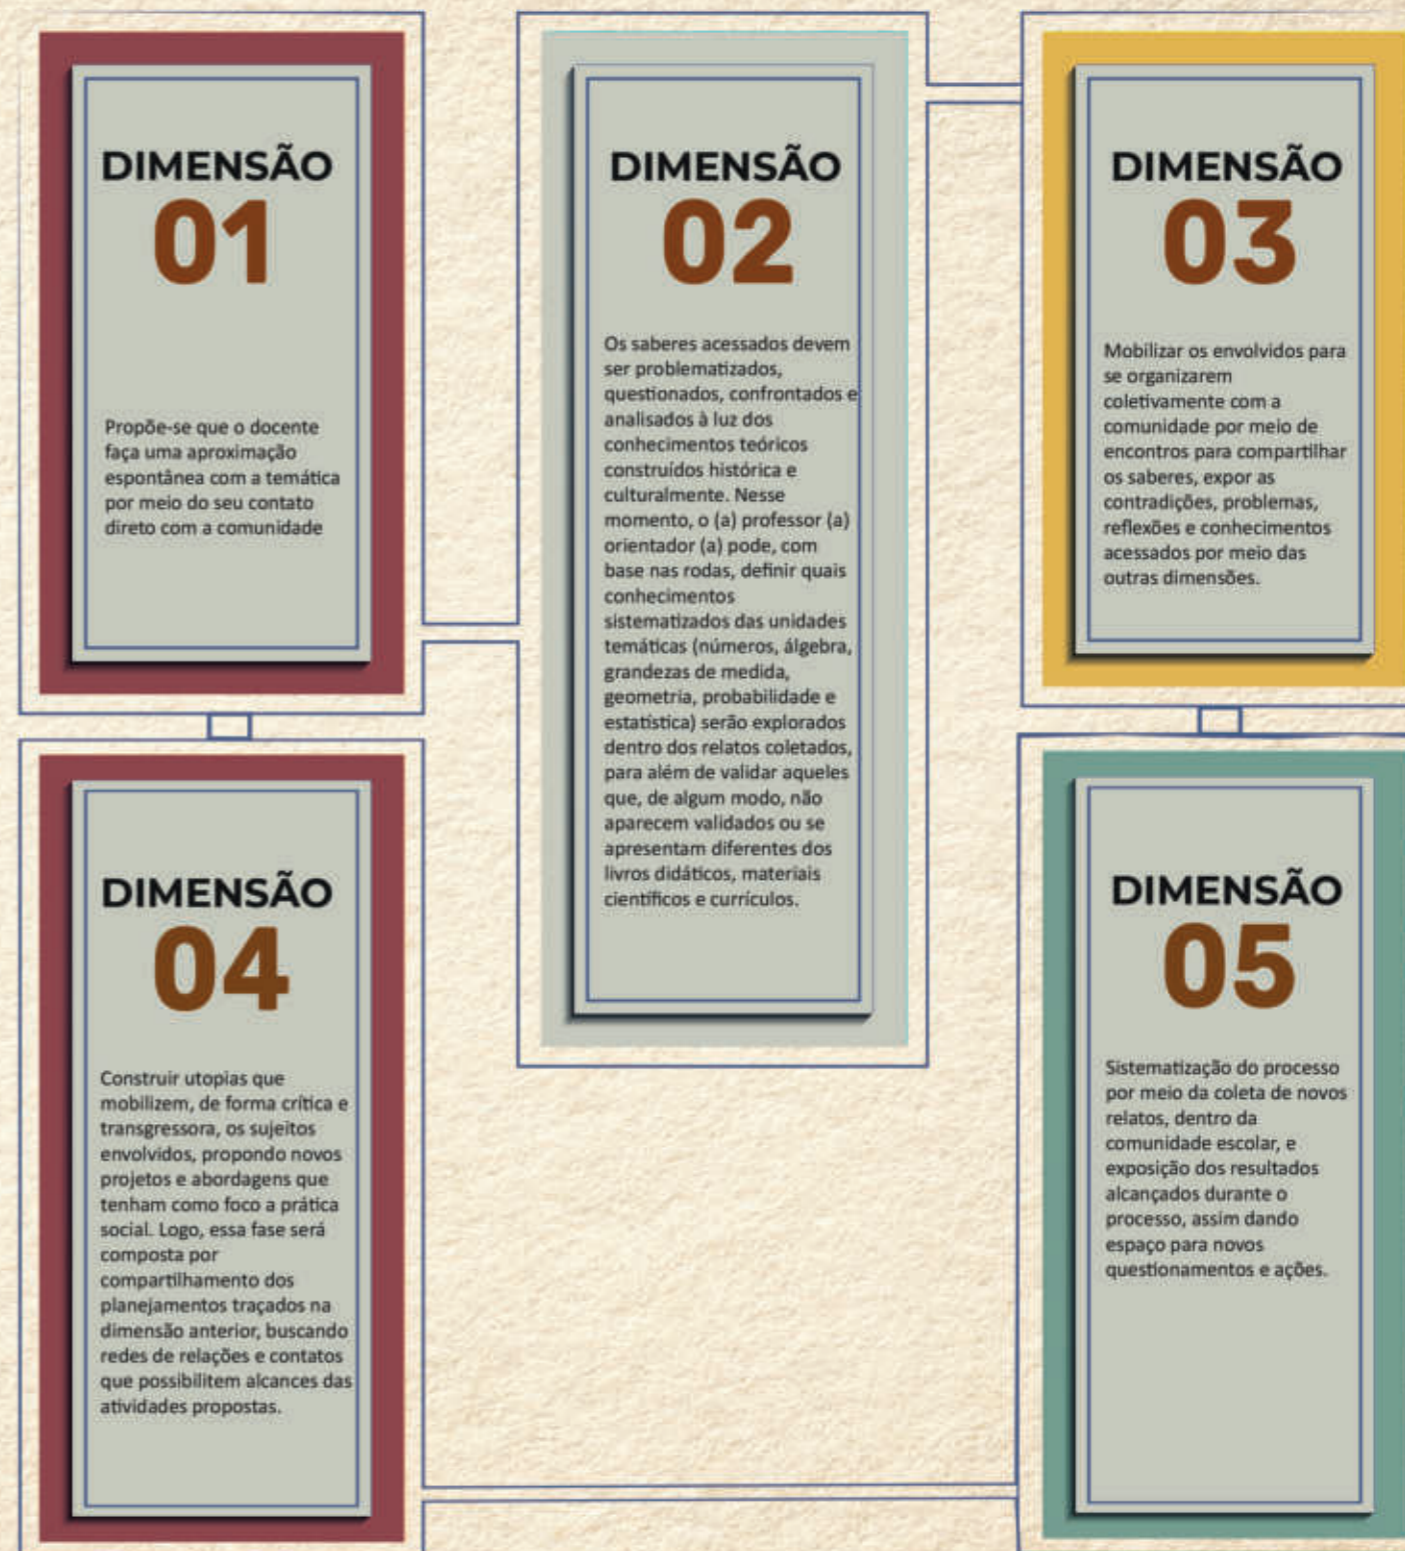 DIMENSÃO
01
Propõe-se que o docente
faça uma aproximação
espontânea com a temática
por meio do seu contato
direto com a comunidade
DIMENSÃO
02
Os saberes acessados devem
ser problematizados,
questionados, confrontados e
analisados à luz dos
conhecimentos teóricos
construídos histórica e
culturalmente. Nesse
momento, o (a) professor (a)
orientador (a) pode, com
base nas rodas, definir quais
conhecimentos
sistematizados das unidades
temáticas (números, álgebra,
grandezas de medida,
geometria, probabilidade e
estatística) serão explorados
dentro dos relatos coletados,
para além de validar aqueles
que, de algum modo, não
aparecem validados ou se
apresentam diferentes dos
livros didáticos, materiais
científicos e currículos.
DIMENSÃO
03
Mobilizar os envolvidos para
se organizarem
coletivamente com a
comunidade por meio de
encontros para compartilhar
os saberes, expor as
contradições, problemas,
reflexões e conhecimentos
acessados por meio das
outras dimensões.
DIMENSÃO
04
Construir utopias que
mobilizem, de forma crítica e
transgressora, os sujeitos
envolvidos, propondo novos
projetos e abordagens que
tenham como foco a prática
social. Logo, essa fase será
composta por
compartilhamento dos
planejamentos traçados na
dimensão anterior, buscando
redes de relações e contatos
que possibilitem alcances das
atividades propostas.
DIMENSÃO
05
Sistematização do processo
por meio da coleta de novos
relatos, dentro da
comunidade escolar, e
exposição dos resultados
alcançados durante o
processo, assim dando
espaço para novos
questionamentos e ações.